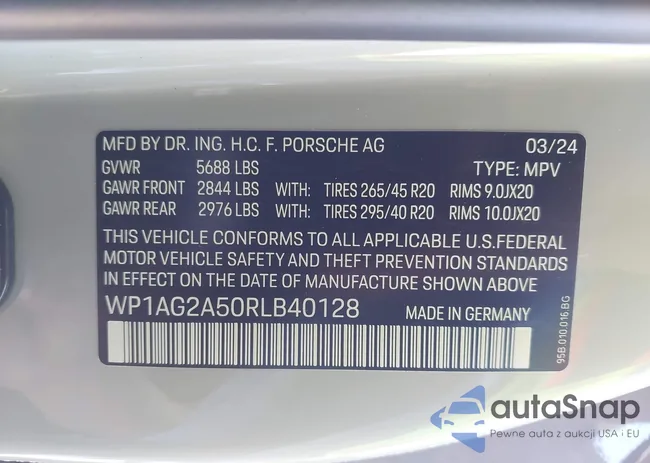 MFD BY DR. ING. H.C. F. PORSCHE AG 03/24
GVWR 5688 LBS TYPE: MPV
GAWR FRONT 2844 LBS WITH: TIRES 265/45 R20 RIMS 9.0JX20
GAWR REAR 2976 LBS WITH: TIRES 295/40 R20 RIMS 10.0JX20
THIS VEHICLE CONFORMS TO ALL APPLICABLE U.S.FEDERAL
MOTOR VEHICLE SAFETY AND THEFT PREVENTION STANDARDS
IN EFFECT ON THE DATE OF MANUFACTURE SHOWN ABOVE
WP1AG2A50RLB40128 MADE IN GERMANY
95B.010.016.BG
autaSnap
Pewne auta z aukcji USA i EU